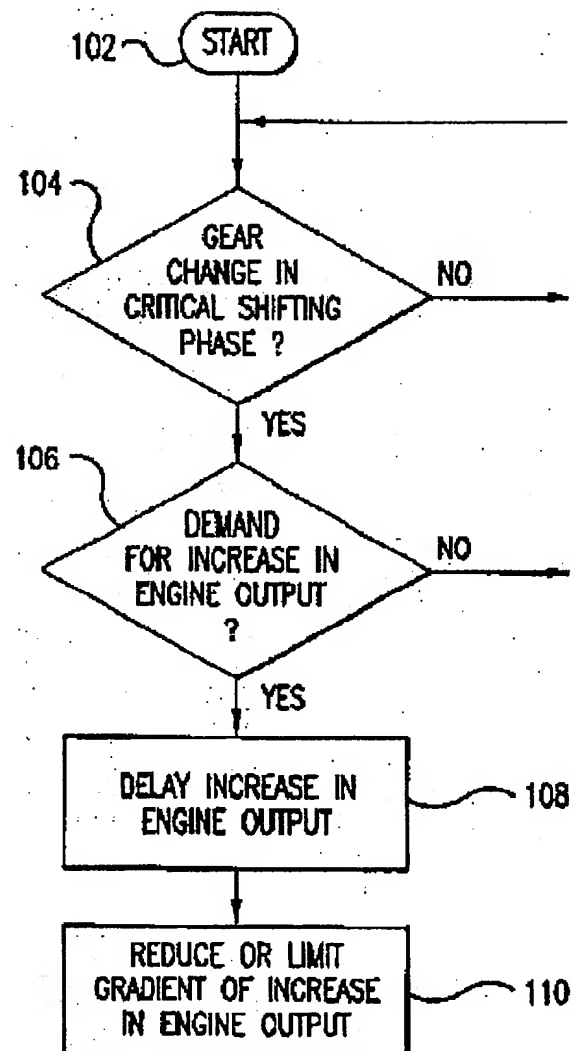 102
START
104
GEAR
CHANGE IN
CRITICAL SHIFTING
PHASE ?
NO
YES
106
DEMAND
FOR INCREASE IN
ENGINE OUTPUT
?
NO
YES
DELAY INCREASE IN
ENGINE OUTPUT
108
REDUCE OR LIMIT
GRADIENT OF INCREASE
IN ENGINE OUTPUT
110